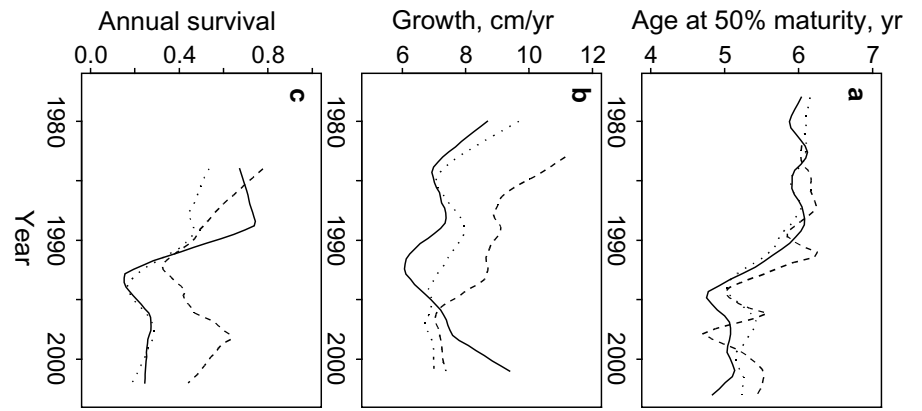 Annual survival
Growth, cm/yr
Age at 50% maturity, yr
0.0 0.4 0.8
6 8 10 12
4 5 6 7
c
b
a
1980
1990
2000
1980
1990
2000
1980
1990
2000
Year